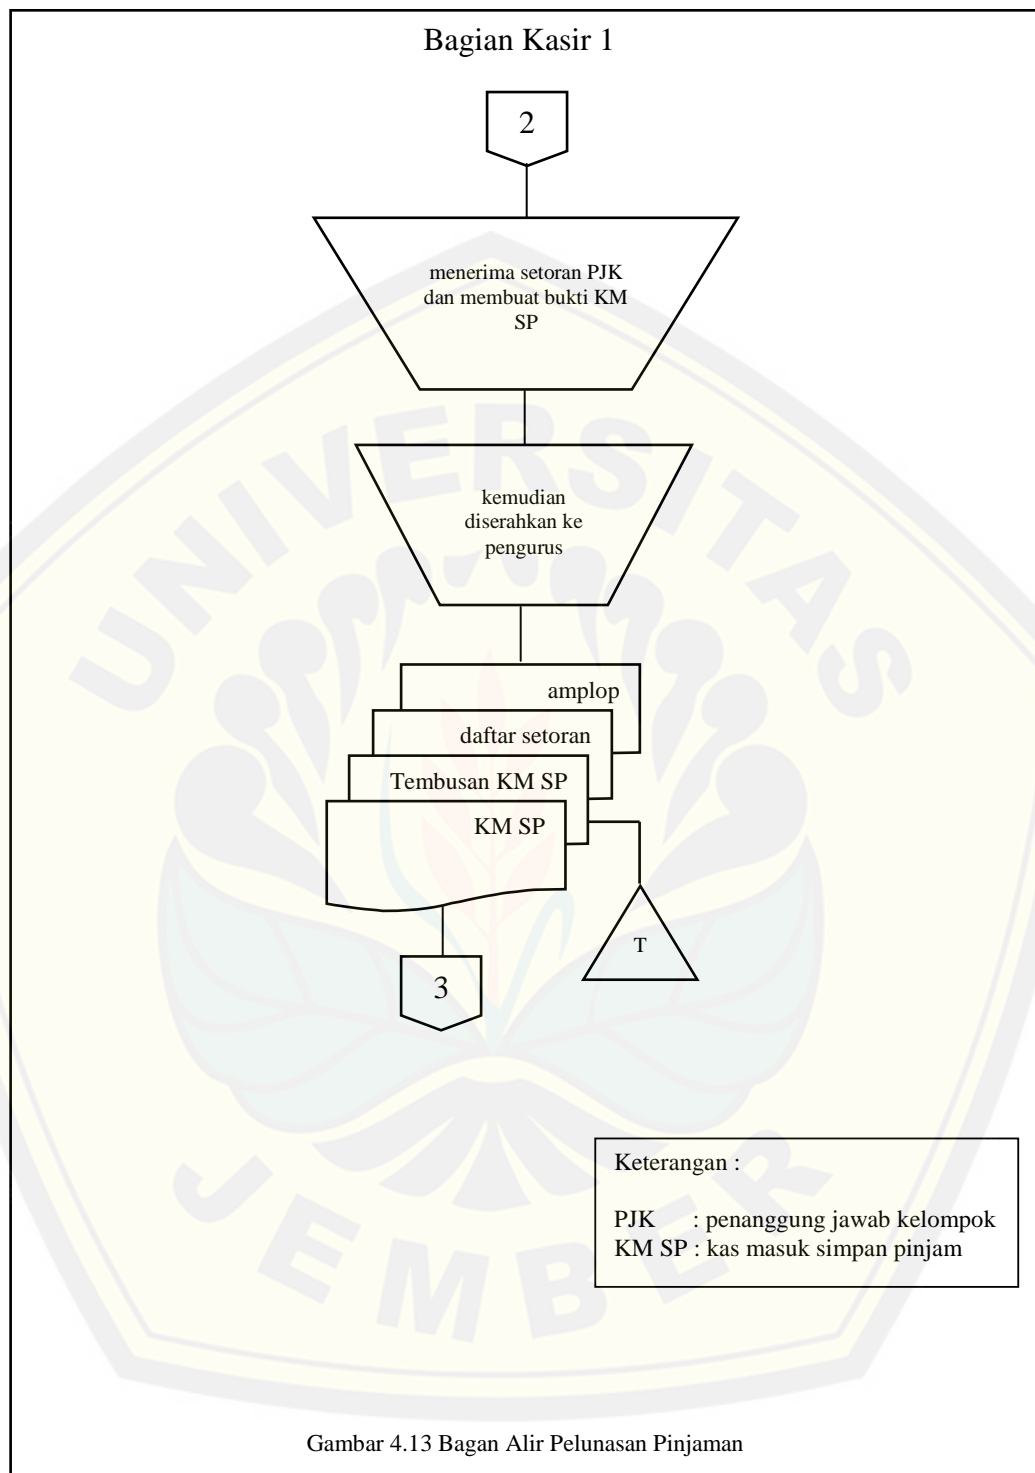 Bagian Kasir 1
2
menerima setoran PJK
dan membuat bukti KM
SP
kemudian
diserahkan ke
pengurus
amplop
daftar setoran
Tembusan KM SP
KM SP
T
3
Keterangan :
PJK : penanggung jawab kelompok
KM SP : kas masuk simpan pinjam
UNIVERSITAS
JEMBER
Gambar 4.13 Bagan Alir Pelunasan Pinjaman